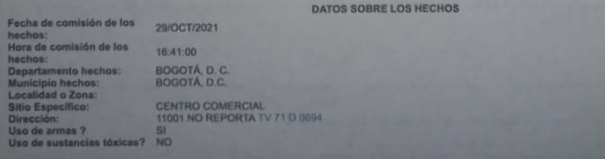 DATOS SOBRE LOS HECHOS
Fecha de comisión de los hechos: 29/OCT/2021
Hora de comisión de los hechos: 16:41:00
Departamento hechos: BOGOTÁ, D. C.
Municipio hechos: BOGOTÁ, D.C.
Localidad o Zona:
Sitio Especifico: CENTRO COMERCIAL
Dirección: 11001 NO REPORTA TV 71 D 0694
Uso de armas ? SI
Uso de sustancias tóxicas? NO